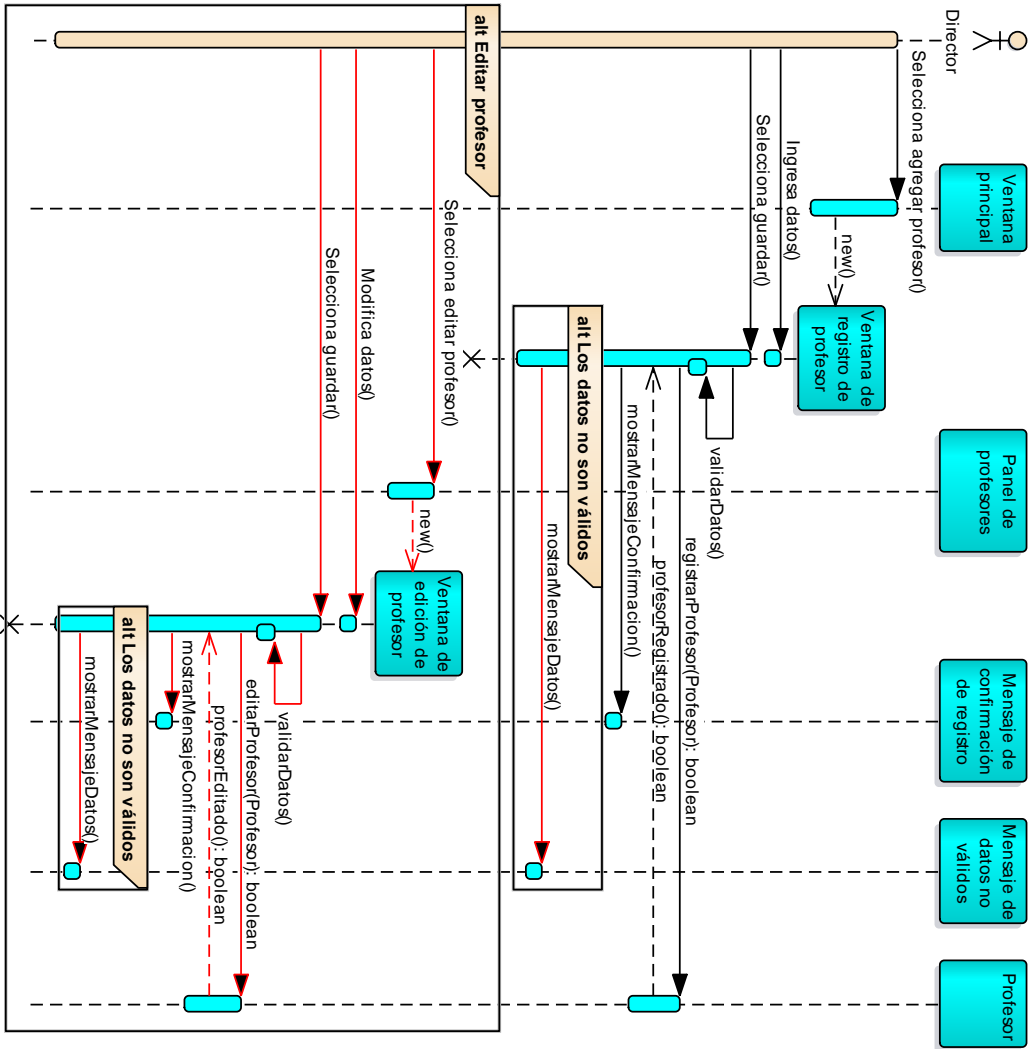 Director
Ventana
principal
Ventana de
registro de
profesor
Panel de
profesores
Ventana de
edición de
profesor
Mensaje de
confirmación
de registro
Mensaje de
datos no
válidos
Profesor
Selecciona agregar profesor()
new()
Ingresa datos()
Selecciona guardar()
validarDatos()
registrarProfesor(Profesor): boolean
profesorRegistrado(): boolean
mostrarMensajeConfirmacion()
alt Los datos no son válidos
mostrarMensajeDatos()
alt Editar profesor
Selecciona editar profesor()
new()
Modifica datos()
Selecciona guardar()
validarDatos()
editarProfesor(Profesor): boolean
profesorEditado(): boolean
mostrarMensajeConfirmacion()
alt Los datos no son válidos
mostrarMensajeDatos()